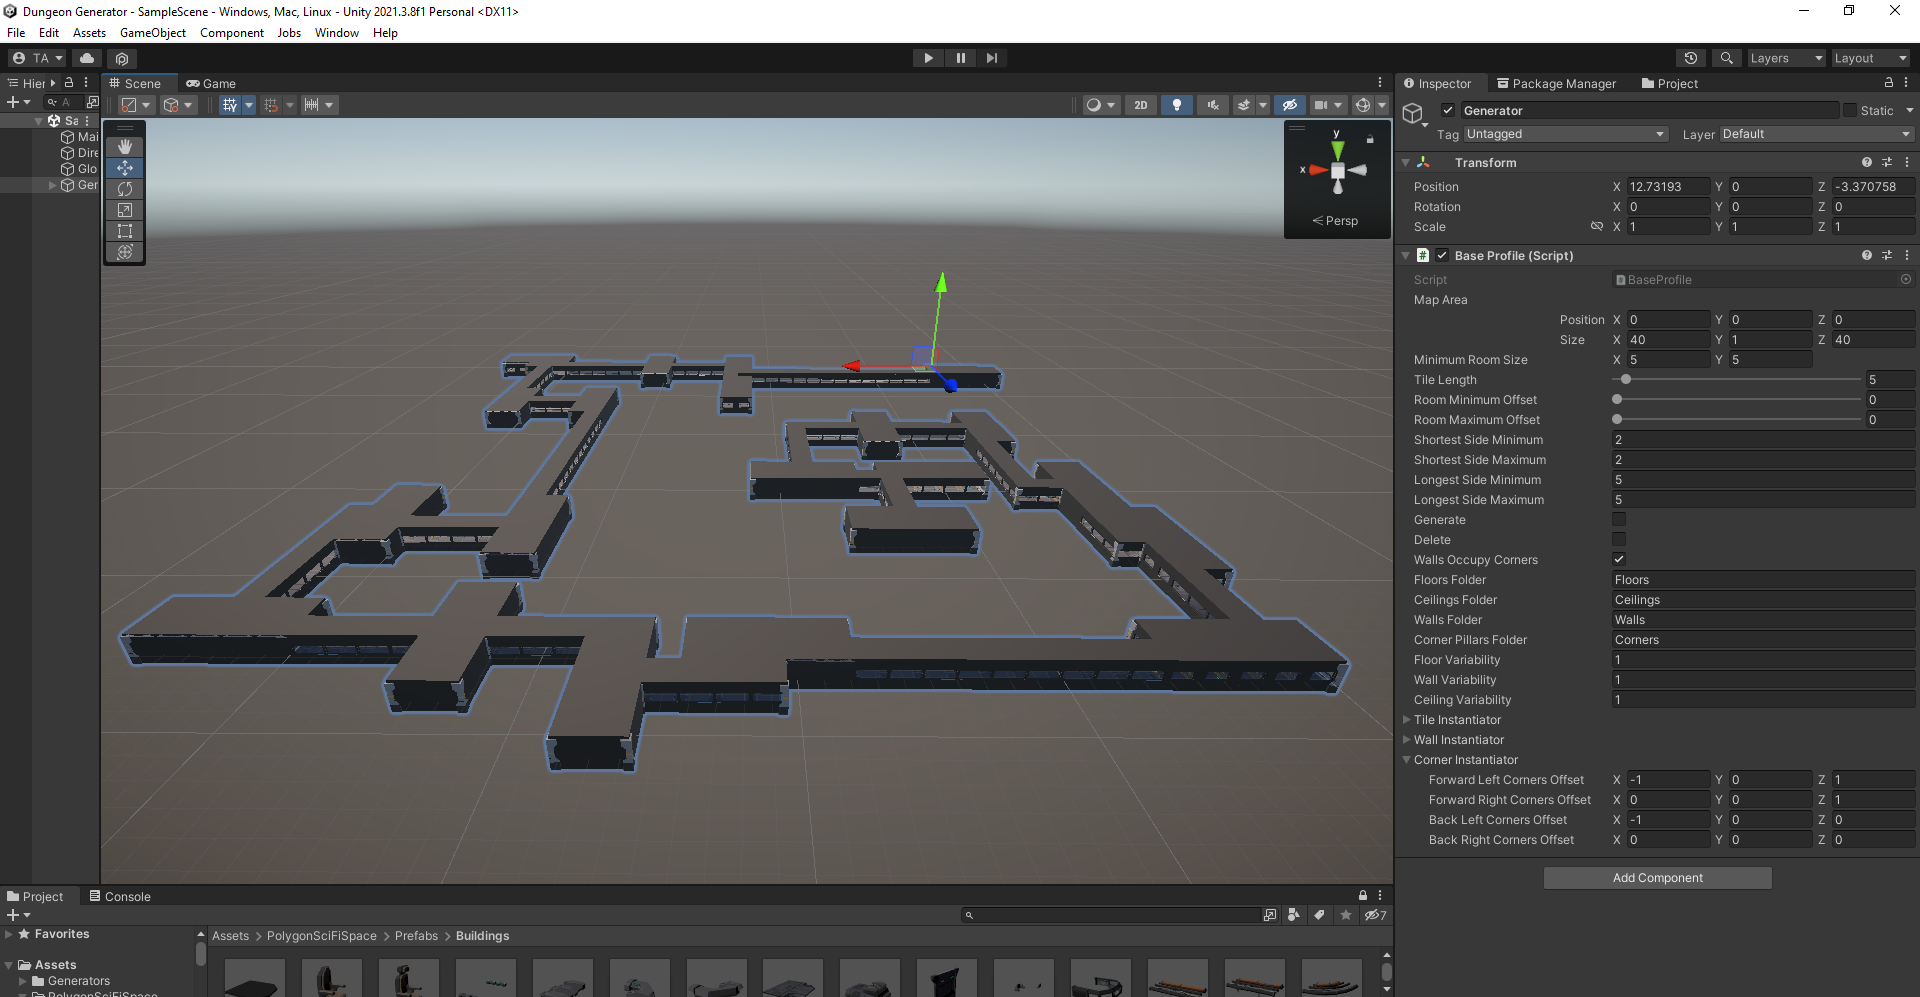 Dungeon Generator - SampleScene - Windows, Mac, Linux - Unity 2021.3.8f1 Personal <DX11>
File Edit Assets GameObject Component Jobs Window Help
TA Layers Layout
Hier Scene Game Inspector Package Manager Project
A 2D Generator Static
Sa
Mai
Dire
Glo
Ger
y
x
Persp
Tag Untagged Layer Default
Transform
Position X 12.73193 Y 0 Z -3.370758
Rotation X 0 Y 0 Z 0
Scale X 1 Y 1 Z 1
# Base Profile (Script)
Script BaseProfile
Map Area
Position X 0 Y 0 Z 0
Size X 40 Y 1 Z 40
Minimum Room Size X 5 Y 5
Tile Length 5
Room Minimum Offset 0
Room Maximum Offset 0
Shortest Side Minimum 2
Shortest Side Maximum 2
Longest Side Minimum 5
Longest Side Maximum 5
Generate
Delete
Walls Occupy Corners
Floors Folder Floors
Ceilings Folder Ceilings
Walls Folder Walls
Corner Pillars Folder Corners
Floor Variability 1
Wall Variability 1
Ceiling Variability 1
Tile Instantiator
Wall Instantiator
Corner Instantiator
Forward Left Corners Offset X -1 Y 0 Z 1
Forward Right Corners Offset X 0 Y 0 Z 1
Back Left Corners Offset X -1 Y 0 Z 0
Back Right Corners Offset X 0 Y 0 Z 0
Add Component
Project Console
7
Favorites
Assets
Generators
PolygonSciFiSpace
Assets > PolygonSciFiSpace > Prefabs > Buildings